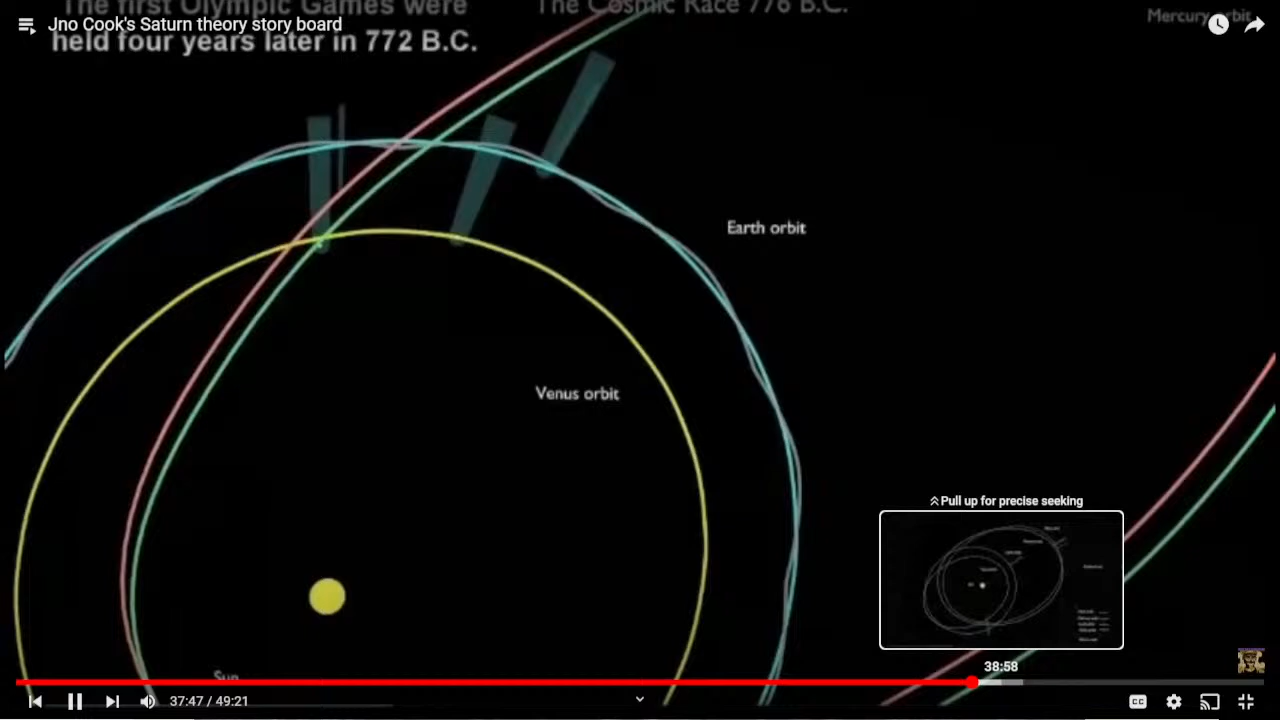 The first Olympic Games were
The Cosmic Race 776 B.C.
Mercury orbit
Jno Cook's Saturn theory story board
held four years later in 772 B.C.
Earth orbit
Venus orbit
Pull up for precise seeking
38:58
Sun
37:47 / 49:21
CC